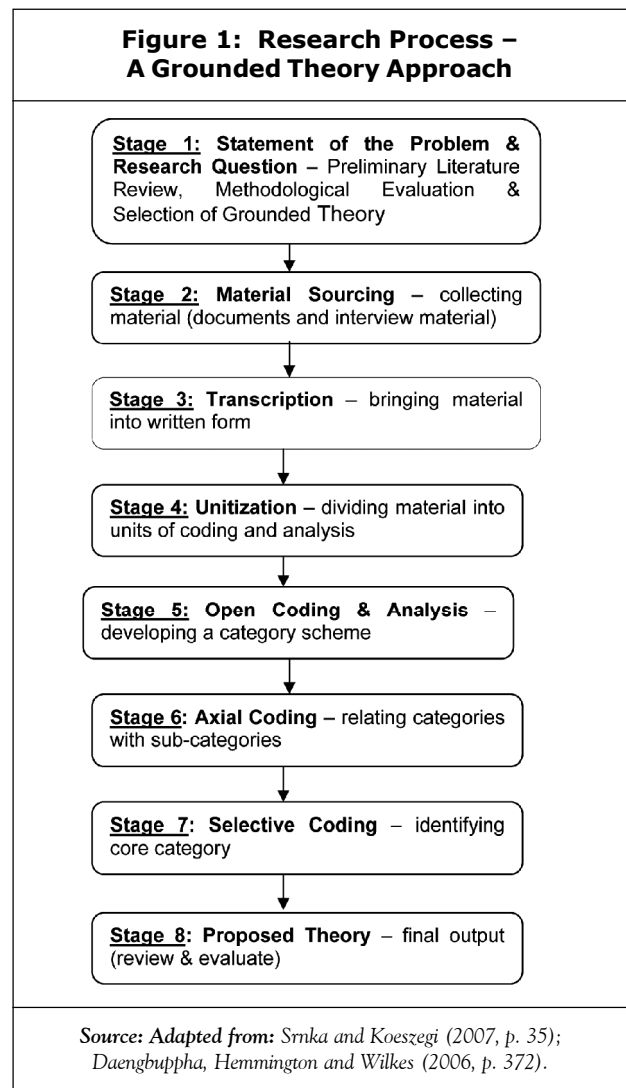 Figure 1: Research Process –
A Grounded Theory Approach
Stage 1: Statement of the Problem &
Research Question – Preliminary Literature
Review, Methodological Evaluation &
Selection of Grounded Theory
Stage 2: Material Sourcing – collecting
material (documents and interview material)
Stage 3: Transcription – bringing material
into written form
Stage 4: Unitization – dividing material into
units of coding and analysis
Stage 5: Open Coding & Analysis –
developing a category scheme
Stage 6: Axial Coding – relating categories
with sub-categories
Stage 7: Selective Coding – identifying
core category
Stage 8: Proposed Theory – final output
(review & evaluate)
Source: Adapted from: Srnka and Koeszegi (2007, p. 35);
Daengbuppha, Hemmington and Wilkes (2006, p. 372).